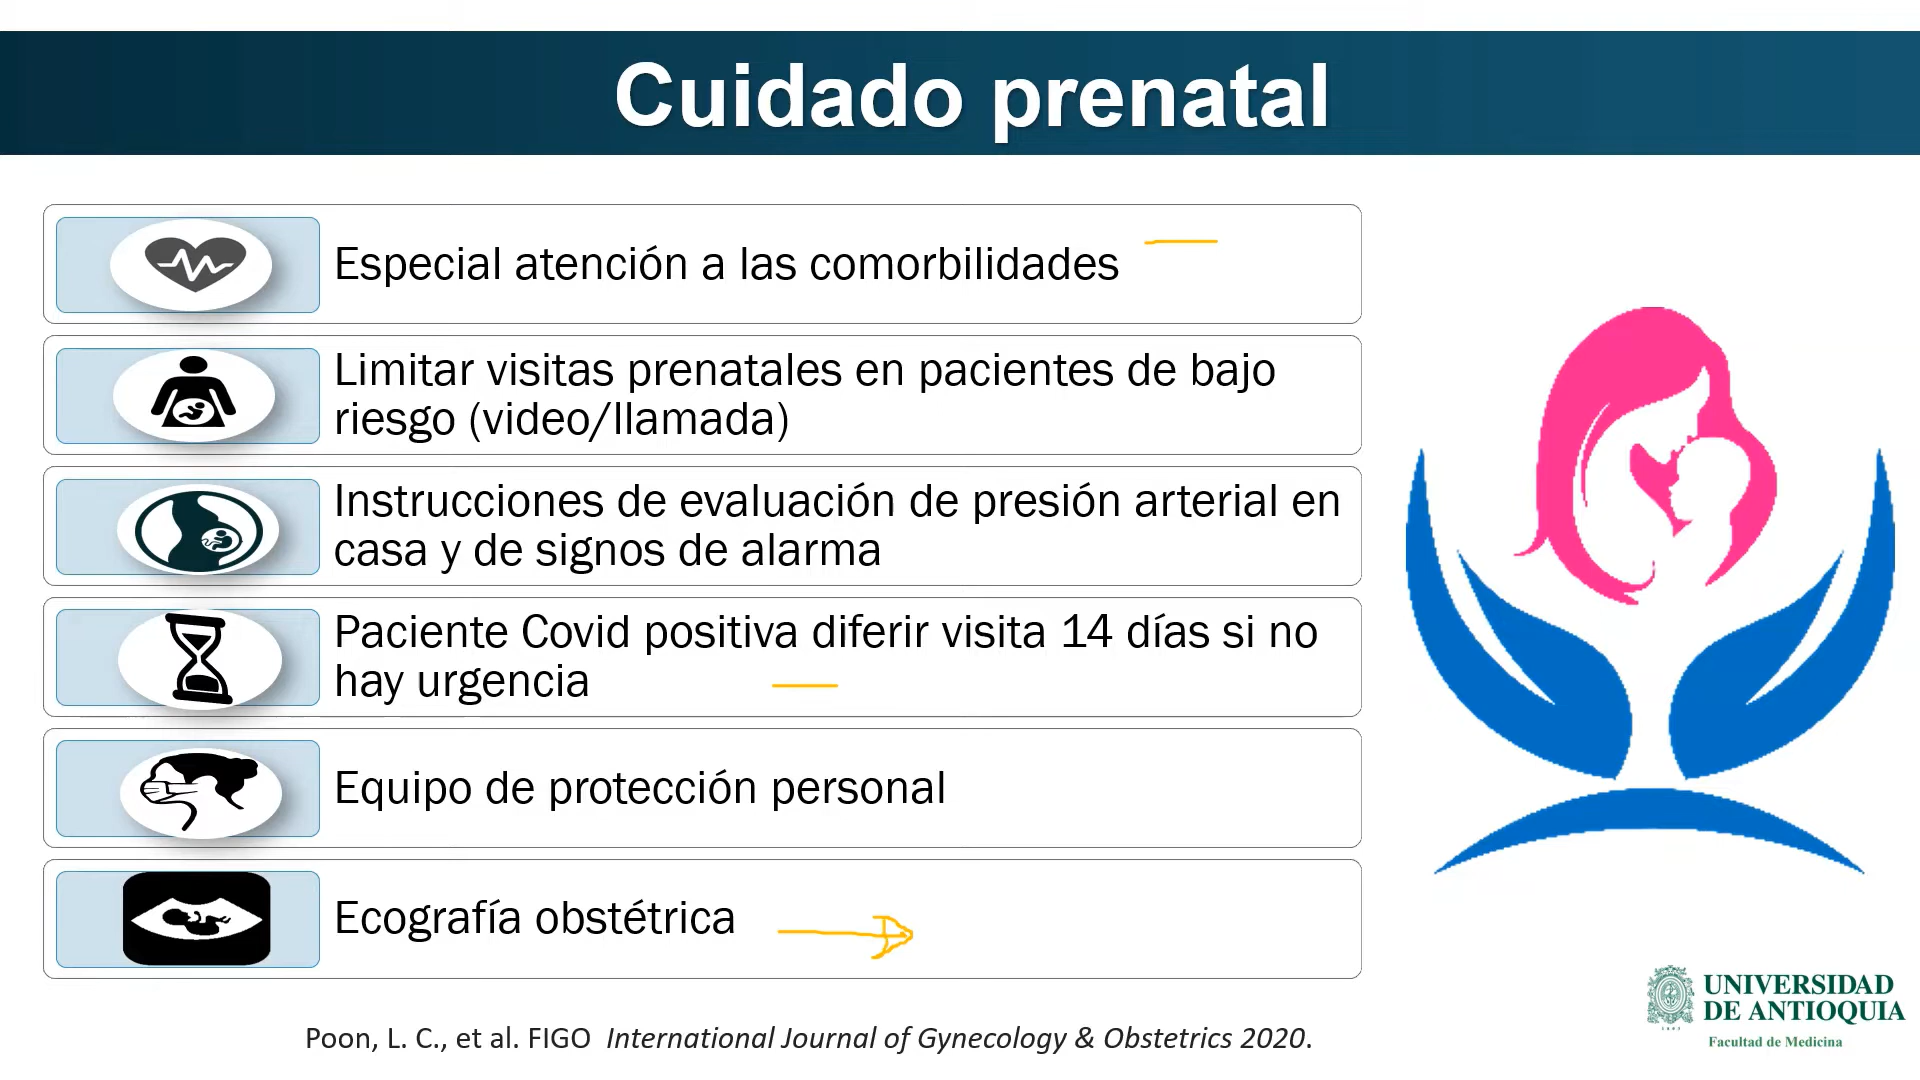 Cuidado prenatal
Especial atención a las comorbilidades
Limitar visitas prenatales en pacientes de bajo
riesgo (video/llamada)
Instrucciones de evaluación de presión arterial en
casa y de signos de alarma
Paciente Covid positiva diferir visita 14 días si no
hay urgencia
Equipo de protección personal
Ecografía obstétrica
Poon, L. C., et al. FIGO International Journal of Gynecology & Obstetrics 2020.
UNIVERSIDAD
DE ANTIOQUIA
Facultad de Medicina